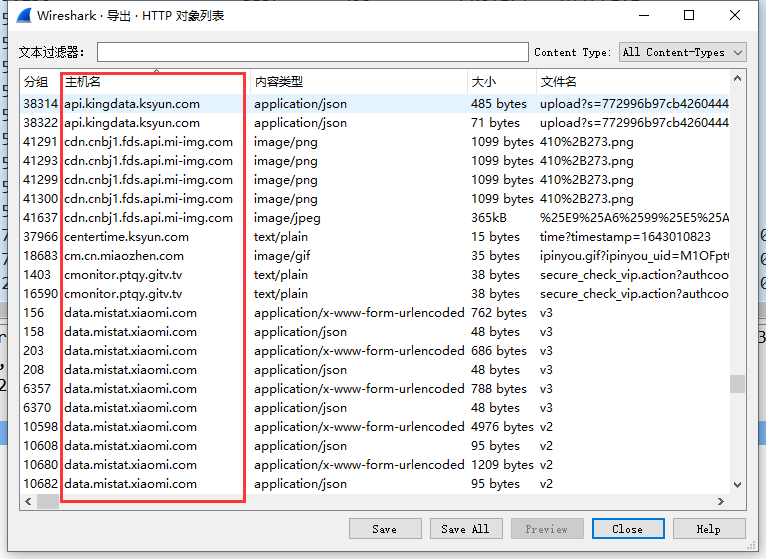 Wireshark · 导出 · HTTP 对象列表
文本过滤器: Content Type: All Content-Types
分组 主机名 内容类型 大小 文件名
38314 api.kingdata.ksyun.com application/json 485 bytes upload?s=772996b97cb4260444
38322 api.kingdata.ksyun.com application/json 71 bytes upload?s=772996b97cb4260444
41291 cdn.cnbj1.fds.api.mi-img.com image/png 1099 bytes 410%2B273.png
41293 cdn.cnbj1.fds.api.mi-img.com image/png 1099 bytes 410%2B273.png
41299 cdn.cnbj1.fds.api.mi-img.com image/png 1099 bytes 410%2B273.png
41300 cdn.cnbj1.fds.api.mi-img.com image/png 1099 bytes 410%2B273.png
41637 cdn.cnbj1.fds.api.mi-img.com image/jpeg 365kB %25E9%25A6%2599%25E5%25A
37966 centertime.ksyun.com text/plain 15 bytes time?timestamp=1643010823
18683 cm.cn.miaozhen.com image/gif 35 bytes ipinyou.gif?ipinyou_uid=M1OFpt
1403 cmonitor.ptqy.gitv.tv text/plain 38 bytes secure_check_vip.action?authcoo
16590 cmonitor.ptqy.gitv.tv text/plain 38 bytes secure_check_vip.action?authcoo
156 data.mistat.xiaomi.com application/x-www-form-urlencoded 762 bytes v3
158 data.mistat.xiaomi.com application/json 48 bytes v3
203 data.mistat.xiaomi.com application/x-www-form-urlencoded 686 bytes v3
208 data.mistat.xiaomi.com application/json 48 bytes v3
6357 data.mistat.xiaomi.com application/x-www-form-urlencoded 788 bytes v3
6370 data.mistat.xiaomi.com application/json 48 bytes v3
10598 data.mistat.xiaomi.com application/x-www-form-urlencoded 4976 bytes v2
10608 data.mistat.xiaomi.com application/json 95 bytes v2
10680 data.mistat.xiaomi.com application/x-www-form-urlencoded 1209 bytes v2
10682 data.mistat.xiaomi.com application/json 95 bytes v2
Save Save All Preview Close Help